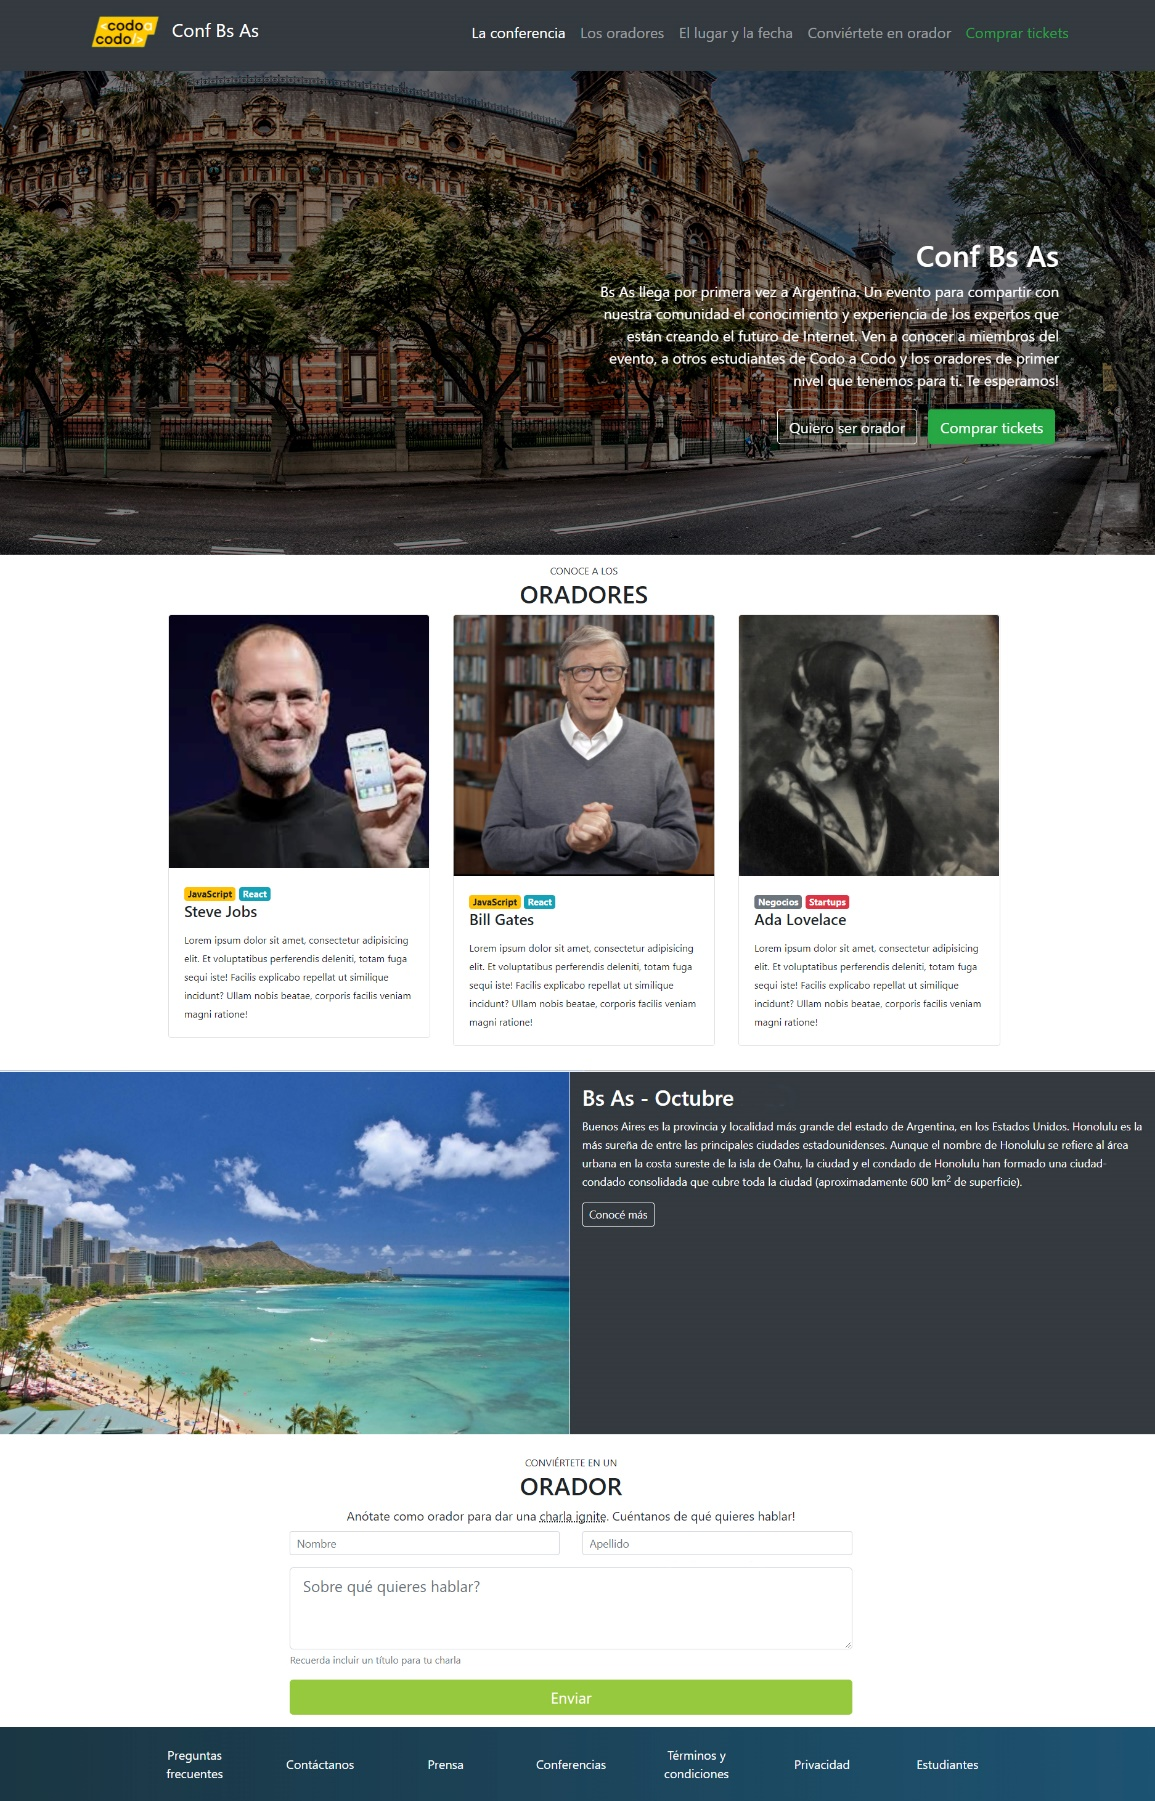 <codo a
codo/>
Conf Bs As
La conferencia
Los oradores
El lugar y la fecha
Conviértete en orador
Comprar tickets
Conf Bs As
Bs As llega por primera vez a Argentina. Un evento para compartir con
nuestra comunidad el conocimiento y experiencia de los expertos que
están creando el futuro de Internet. Ven a conocer a miembros del
evento, a otros estudiantes de Codo a Codo y los oradores de primer
nivel que tenemos para ti. Te esperamos!
Quiero ser orador
Comprar tickets
CONOCE A LOS
ORADORES
JavaScript React
Steve Jobs
Lorem ipsum dolor sit amet, consectetur adipisicing
elit. Et voluptatibus perferendis deleniti, totam fuga
sequi iste! Facilis explicabo repellat ut similique
incidunt? Ullam nobis beatae, corporis facilis veniam
magni ratione!
JavaScript React
Bill Gates
Lorem ipsum dolor sit amet, consectetur adipisicing
elit. Et voluptatibus perferendis deleniti, totam fuga
sequi iste! Facilis explicabo repellat ut similique
incidunt? Ullam nobis beatae, corporis facilis veniam
magni ratione!
Negocios Startups
Ada Lovelace
Lorem ipsum dolor sit amet, consectetur adipisicing
elit. Et voluptatibus perferendis deleniti, totam fuga
sequi iste! Facilis explicabo repellat ut similique
incidunt? Ullam nobis beatae, corporis facilis veniam
magni ratione!
Bs As - Octubre
Buenos Aires es la provincia y localidad más grande del estado de Argentina, en los Estados Unidos. Honolulu es la
más sureña de entre las principales ciudades estadounidenses. Aunque el nombre de Honolulu se refiere al área
urbana en la costa sureste de la isla de Oahu, la ciudad y el condado de Honolulu han formado una ciudad-
condado consolidada que cubre toda la ciudad (aproximadamente 600 km² de superficie).
Conocé más
CONVIÉRTETE EN UN
ORADOR
Anótate como orador para dar una charla ignite. Cuéntanos de qué quieres hablar!
Nombre
Apellido
Sobre qué quieres hablar?
Recuerda incluir un título para tu charla
Enviar
Preguntas
frecuentes
Contáctanos
Prensa
Conferencias
Términos y
condiciones
Privacidad
Estudiantes